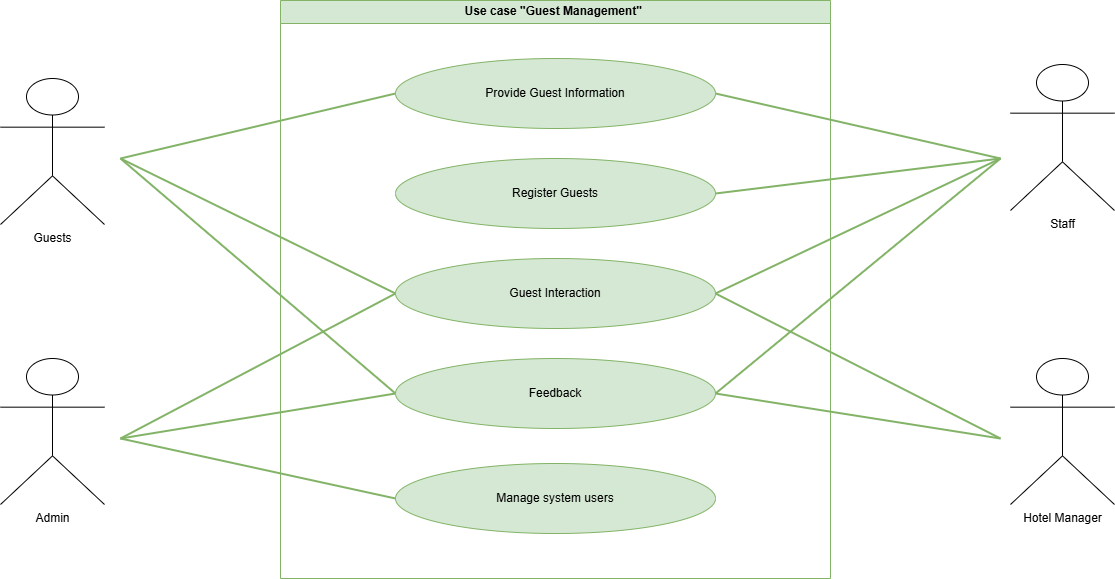 Use case "Guest Management"
Provide Guest Information
Register Guests
Guests
Staff
Guest Interaction
Feedback
Manage system users
Admin
Hotel Manager